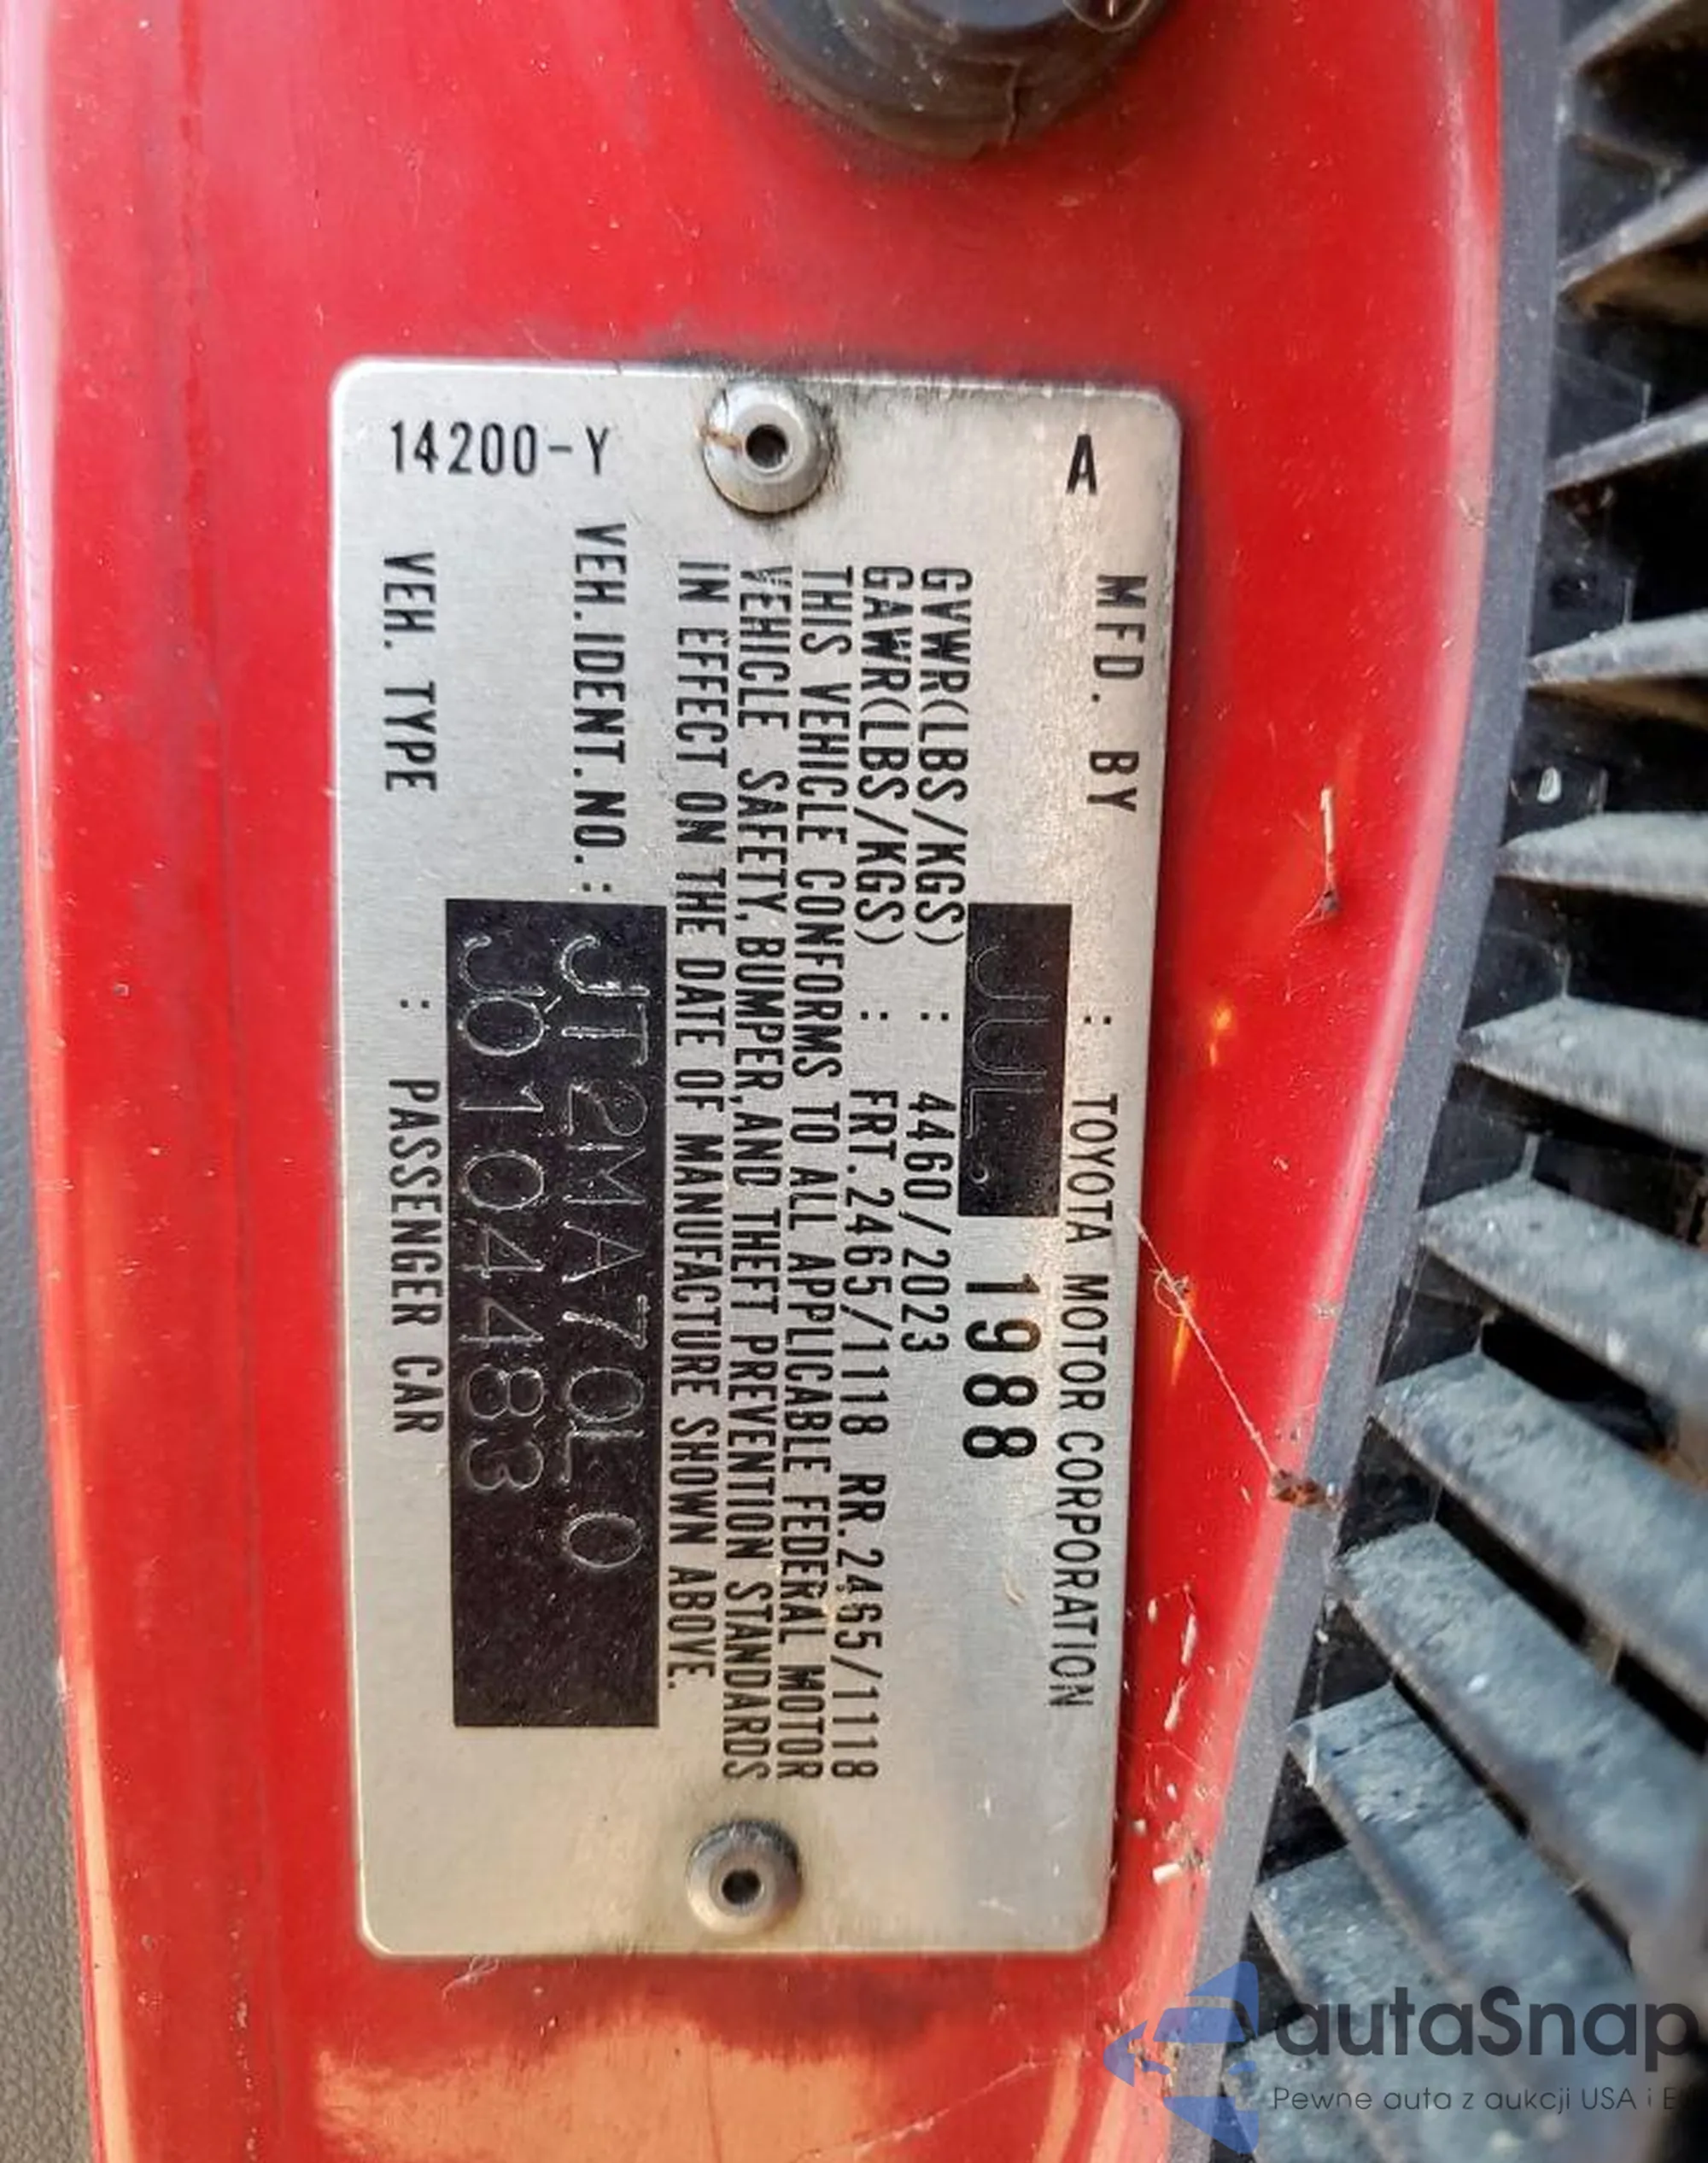 A
MFD. BY : TOYOTA MOTOR CORPORATION
JUL. 1988
GVWR(LBS/KGS) : 4460/2023
GAWR(LBS/KGS) : FRT.2465/1118 RR.2465/1118
THIS VEHICLE CONFORMS TO ALL APPLICABLE FEDERAL MOTOR
VEHICLE SAFETY, BUMPER, AND THEFT PREVENTION STANDARDS
IN EFFECT ON THE DATE OF MANUFACTURE SHOWN ABOVE.
VEH.IDENT.NO. : JT2MA70L0
J0104483
VEH. TYPE : PASSENGER CAR
14200-Y
autaSnap
Pewne auta z aukcji USA i E